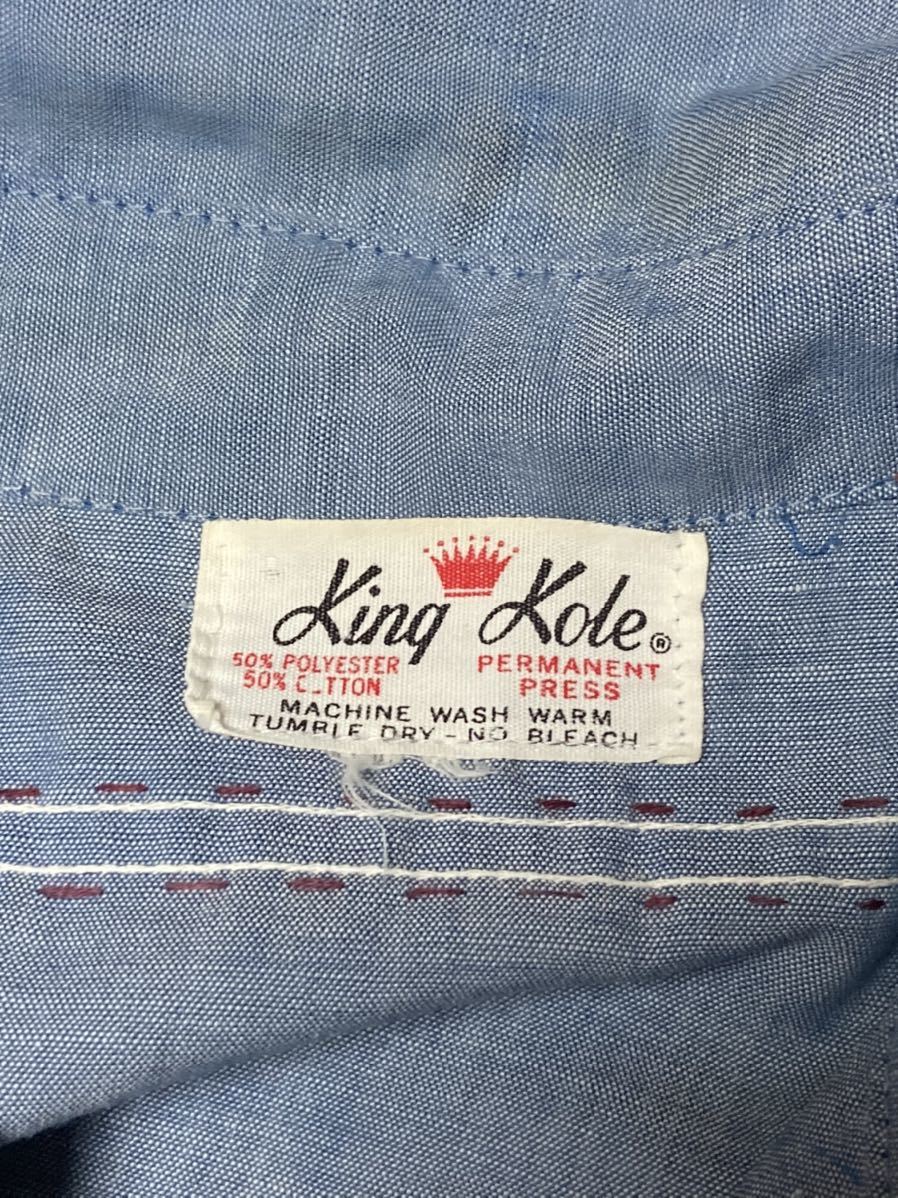 King Kole®
50% POLYESTER
50% C_TTON
PERMANENT
PRESS
MACHINE WASH WARM
TUMBLE DRY - NO BLEACH